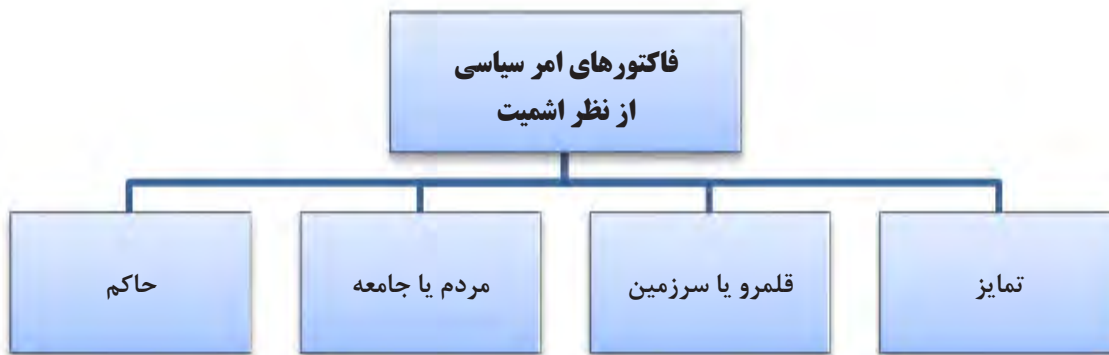 فاکتورهای امر سیاسی
از نظر اشمیت
تمایز
قلمرو یا سرزمین
مردم یا جامعه
حاکم